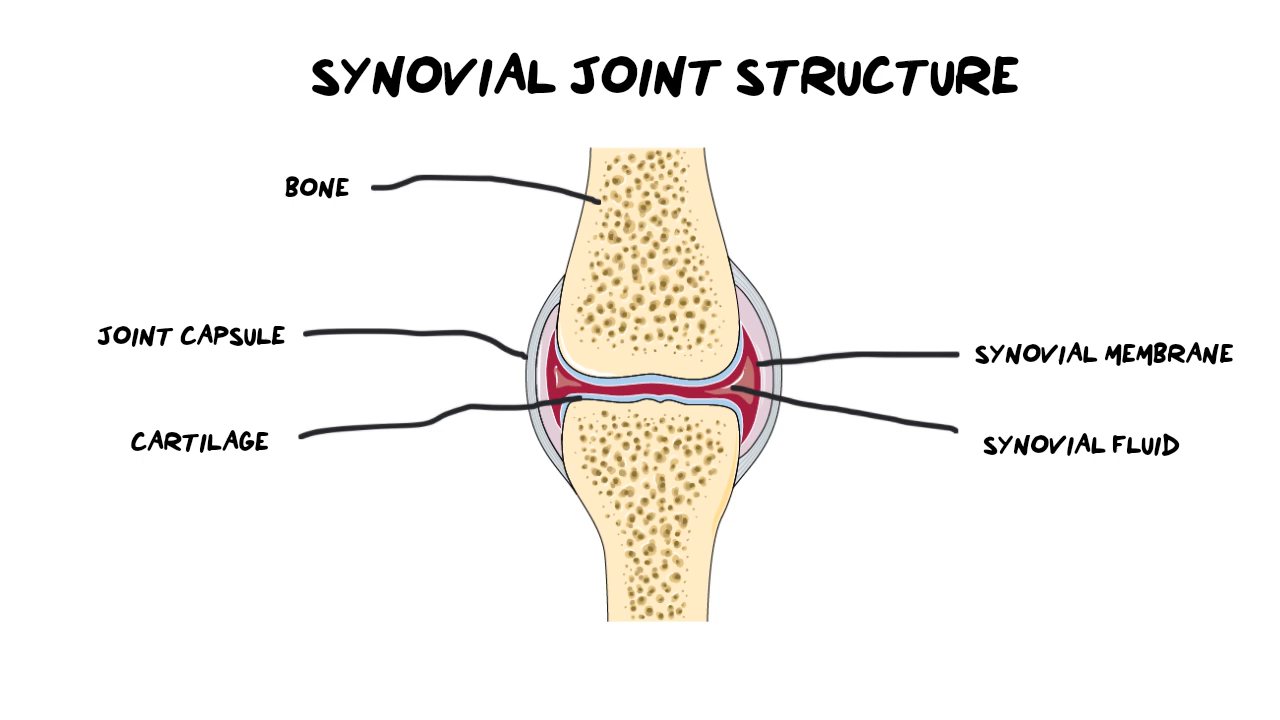 SYNOVIAL JOINT STRUCTURE
BONE
JOINT CAPSULE
SYNOVIAL MEMBRANE
CARTILAGE
SYNOVIAL FLUID